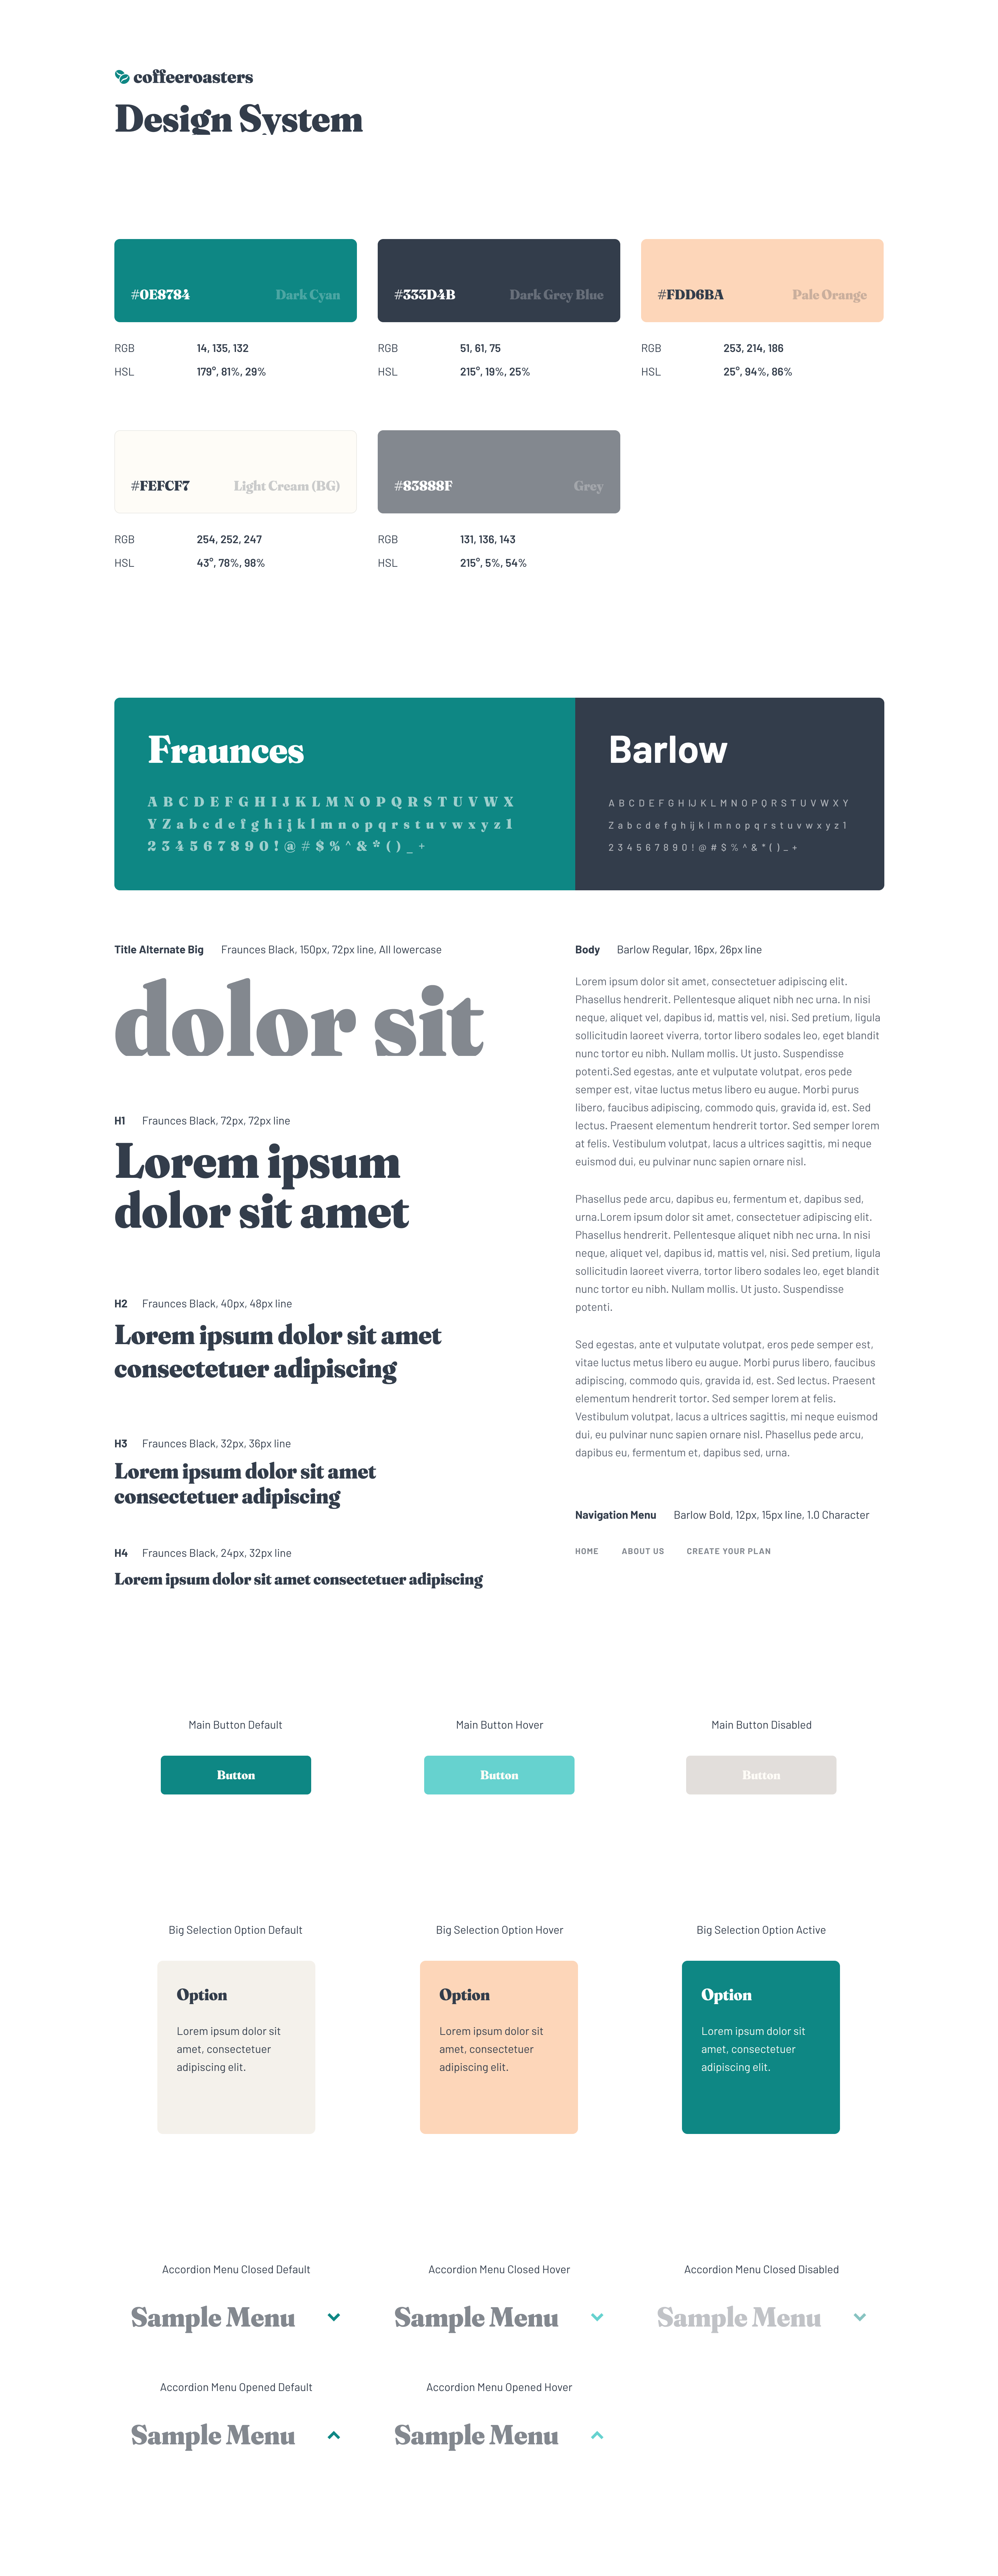 coffeeroasters
Design System
#0E8784 Dark Cyan
RGB 14, 135, 132
HSL 179°, 81%, 29%
#333D4B Dark Grey Blue
RGB 51, 61, 75
HSL 215°, 19%, 25%
#FDD6BA Pale Orange
RGB 253, 214, 186
HSL 25°, 94%, 86%
#FEFCF7 Light Cream (BG)
RGB 254, 252, 247
HSL 43°, 78%, 98%
#83888F Grey
RGB 131, 136, 143
HSL 215°, 5%, 54%
Fraunces
A B C D E F G H I J K L M N O P Q R S T U V W X
Y Z a b c d e f g h i j k l m n o p q r s t u v w x y z 1
2 3 4 5 6 7 8 9 0 ! @ # $ % ^ & * ( ) _ +
Barlow
A B C D E F G H I J K L M N O P Q R S T U V W X Y
Z a b c d e f g h i j k l m n o p q r s t u v w x y z 1
2 3 4 5 6 7 8 9 0 ! @ # $ % ^ & * ( ) _ +
Title Alternate Big Fraunces Black, 150px, 72px line, All lowercase
dolor sit
H1 Fraunces Black, 72px, 72px line
Lorem ipsum
dolor sit amet
H2 Fraunces Black, 40px, 48px line
Lorem ipsum dolor sit amet
consectetuer adipiscing
H3 Fraunces Black, 32px, 36px line
Lorem ipsum dolor sit amet
consectetuer adipiscing
H4 Fraunces Black, 24px, 32px line
Lorem ipsum dolor sit amet consectetuer adipiscing
Body Barlow Regular, 16px, 26px line
Lorem ipsum dolor sit amet, consectetuer adipiscing elit.
Phasellus hendrerit. Pellentesque aliquet nibh nec urna. In nisi
neque, aliquet vel, dapibus id, mattis vel, nisi. Sed pretium, ligula
sollicitudin laoreet viverra, tortor libero sodales leo, eget blandit
nunc tortor eu nibh. Nullam mollis. Ut justo. Suspendisse
potenti.Sed egestas, ante et vulputate volutpat, eros pede
semper est, vitae luctus metus libero eu augue. Morbi purus
libero, faucibus adipiscing, commodo quis, gravida id, est. Sed
lectus. Praesent elementum hendrerit tortor. Sed semper lorem
at felis. Vestibulum volutpat, lacus a ultrices sagittis, mi neque
euismod dui, eu pulvinar nunc sapien ornare nisl.
Phasellus pede arcu, dapibus eu, fermentum et, dapibus sed,
urna.Lorem ipsum dolor sit amet, consectetuer adipiscing elit.
Phasellus hendrerit. Pellentesque aliquet nibh nec urna. In nisi
neque, aliquet vel, dapibus id, mattis vel, nisi. Sed pretium, ligula
sollicitudin laoreet viverra, tortor libero sodales leo, eget blandit
nunc tortor eu nibh. Nullam mollis. Ut justo. Suspendisse
potenti.
Sed egestas, ante et vulputate volutpat, eros pede semper est,
vitae luctus metus libero eu augue. Morbi purus libero, faucibus
adipiscing, commodo quis, gravida id, est. Sed lectus. Praesent
elementum hendrerit tortor. Sed semper lorem at felis.
Vestibulum volutpat, lacus a ultrices sagittis, mi neque euismod
dui, eu pulvinar nunc sapien ornare nisl. Phasellus pede arcu,
dapibus eu, fermentum et, dapibus sed, urna.
Navigation Menu Barlow Bold, 12px, 15px line, 1.0 Character
HOME ABOUT US CREATE YOUR PLAN
Main Button Default
Button
Main Button Hover
Button
Main Button Disabled
Button
Big Selection Option Default
Option
Lorem ipsum dolor sit
amet, consectetuer
adipiscing elit.
Big Selection Option Hover
Option
Lorem ipsum dolor sit
amet, consectetuer
adipiscing elit.
Big Selection Option Active
Option
Lorem ipsum dolor sit
amet, consectetuer
adipiscing elit.
Accordion Menu Closed Default
Sample Menu
Accordion Menu Closed Hover
Sample Menu
Accordion Menu Closed Disabled
Sample Menu
Accordion Menu Opened Default
Sample Menu
Accordion Menu Opened Hover
Sample Menu